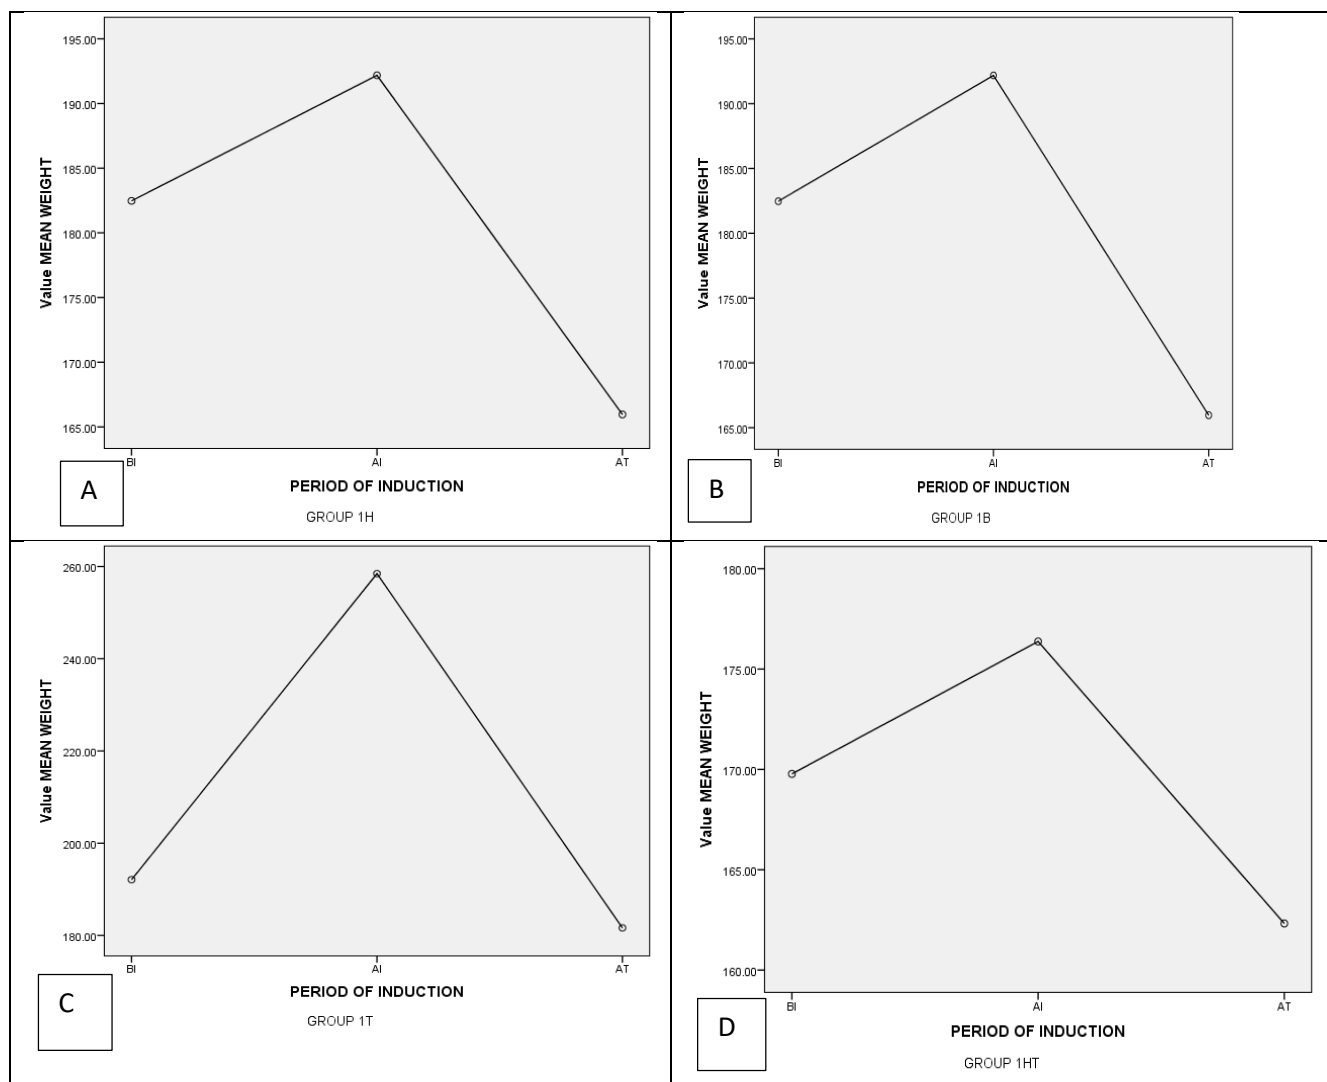 195.00
190.00
185.00
180.00
175.00
170.00
165.00
Value MEAN WEIGHT
BI AI AT
A
PERIOD OF INDUCTION
GROUP 1H
195.00
190.00
185.00
180.00
175.00
170.00
165.00
Value MEAN WEIGHT
BI AI AT
B
PERIOD OF INDUCTION
GROUP 1B
260.00
240.00
220.00
200.00
180.00
Value MEAN WEIGHT
BI AI AT
C
PERIOD OF INDUCTION
GROUP 1T
180.00
175.00
170.00
165.00
160.00
Value MEAN WEIGHT
BI AI AT
D
PERIOD OF INDUCTION
GROUP 1HT